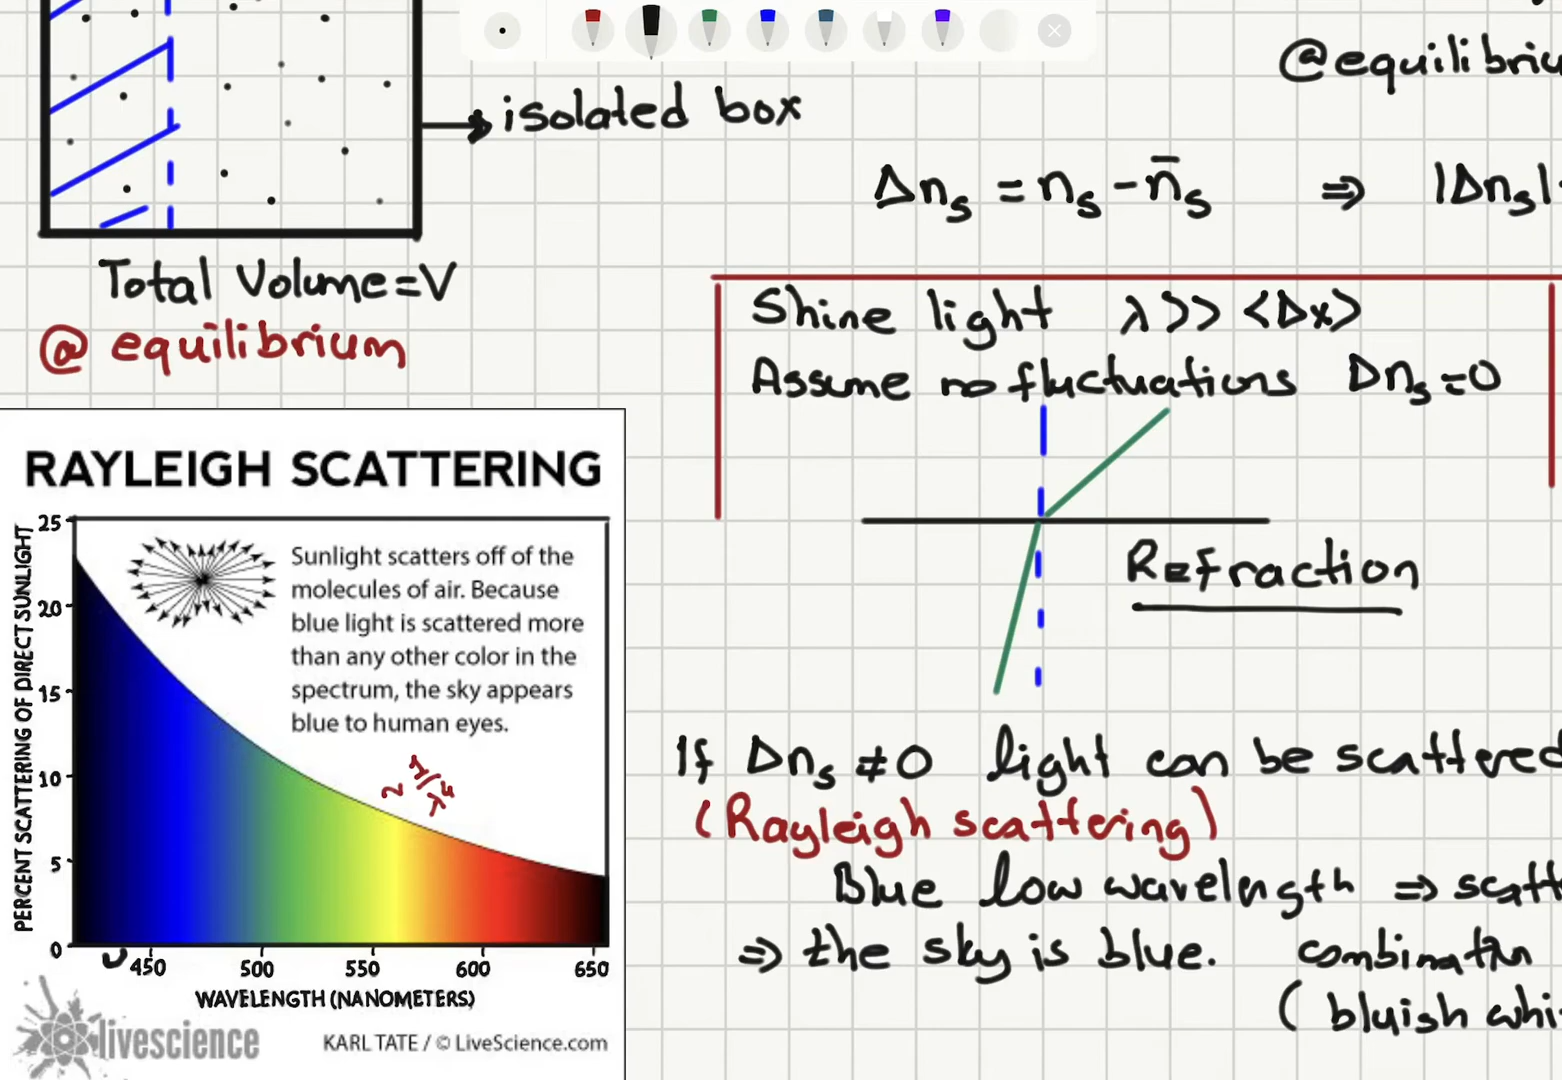 @equilibriu
isolated box
Δn_s = n_s - n̄_s ⇒ |Δn_s|
Total Volume=V
@ equilibrium
Shine light λ>> <Δx>
Assume no fluctuations Δn_s=0
Refraction
RAYLEIGH SCATTERING
PERCENT SCATTERING OF DIRECT SUNLIGHT
25
20
15
10
5
0
Sunlight scatters off of the
molecules of air. Because
blue light is scattered more
than any other color in the
spectrum, the sky appears
blue to human eyes.
~ 1/λ^4
450 500 550 600 650
WAVELENGTH (NANOMETERS)
livescience
KARL TATE / © LiveScience.com
If Δn_s ≠0 light can be scattered
(Rayleigh scattering)
Blue low wavelength ⇒ scatt
⇒ the sky is blue. combination
( bluish whi